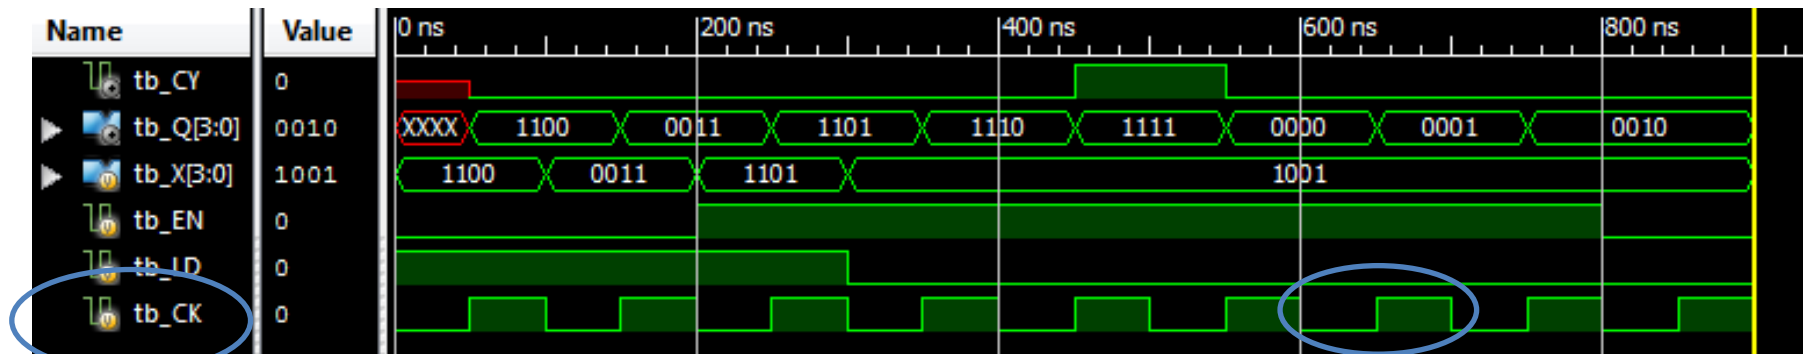 Name Value 0 ns 200 ns 400 ns 600 ns 800 ns
tb_CY 0
tb_Q[3:0] 0010 XXXX 1100 0011 1101 1110 1111 0000 0001 0010
tb_X[3:0] 1001 1100 0011 1101 1001
tb_EN 0
tb_LD 0
tb_CK 0